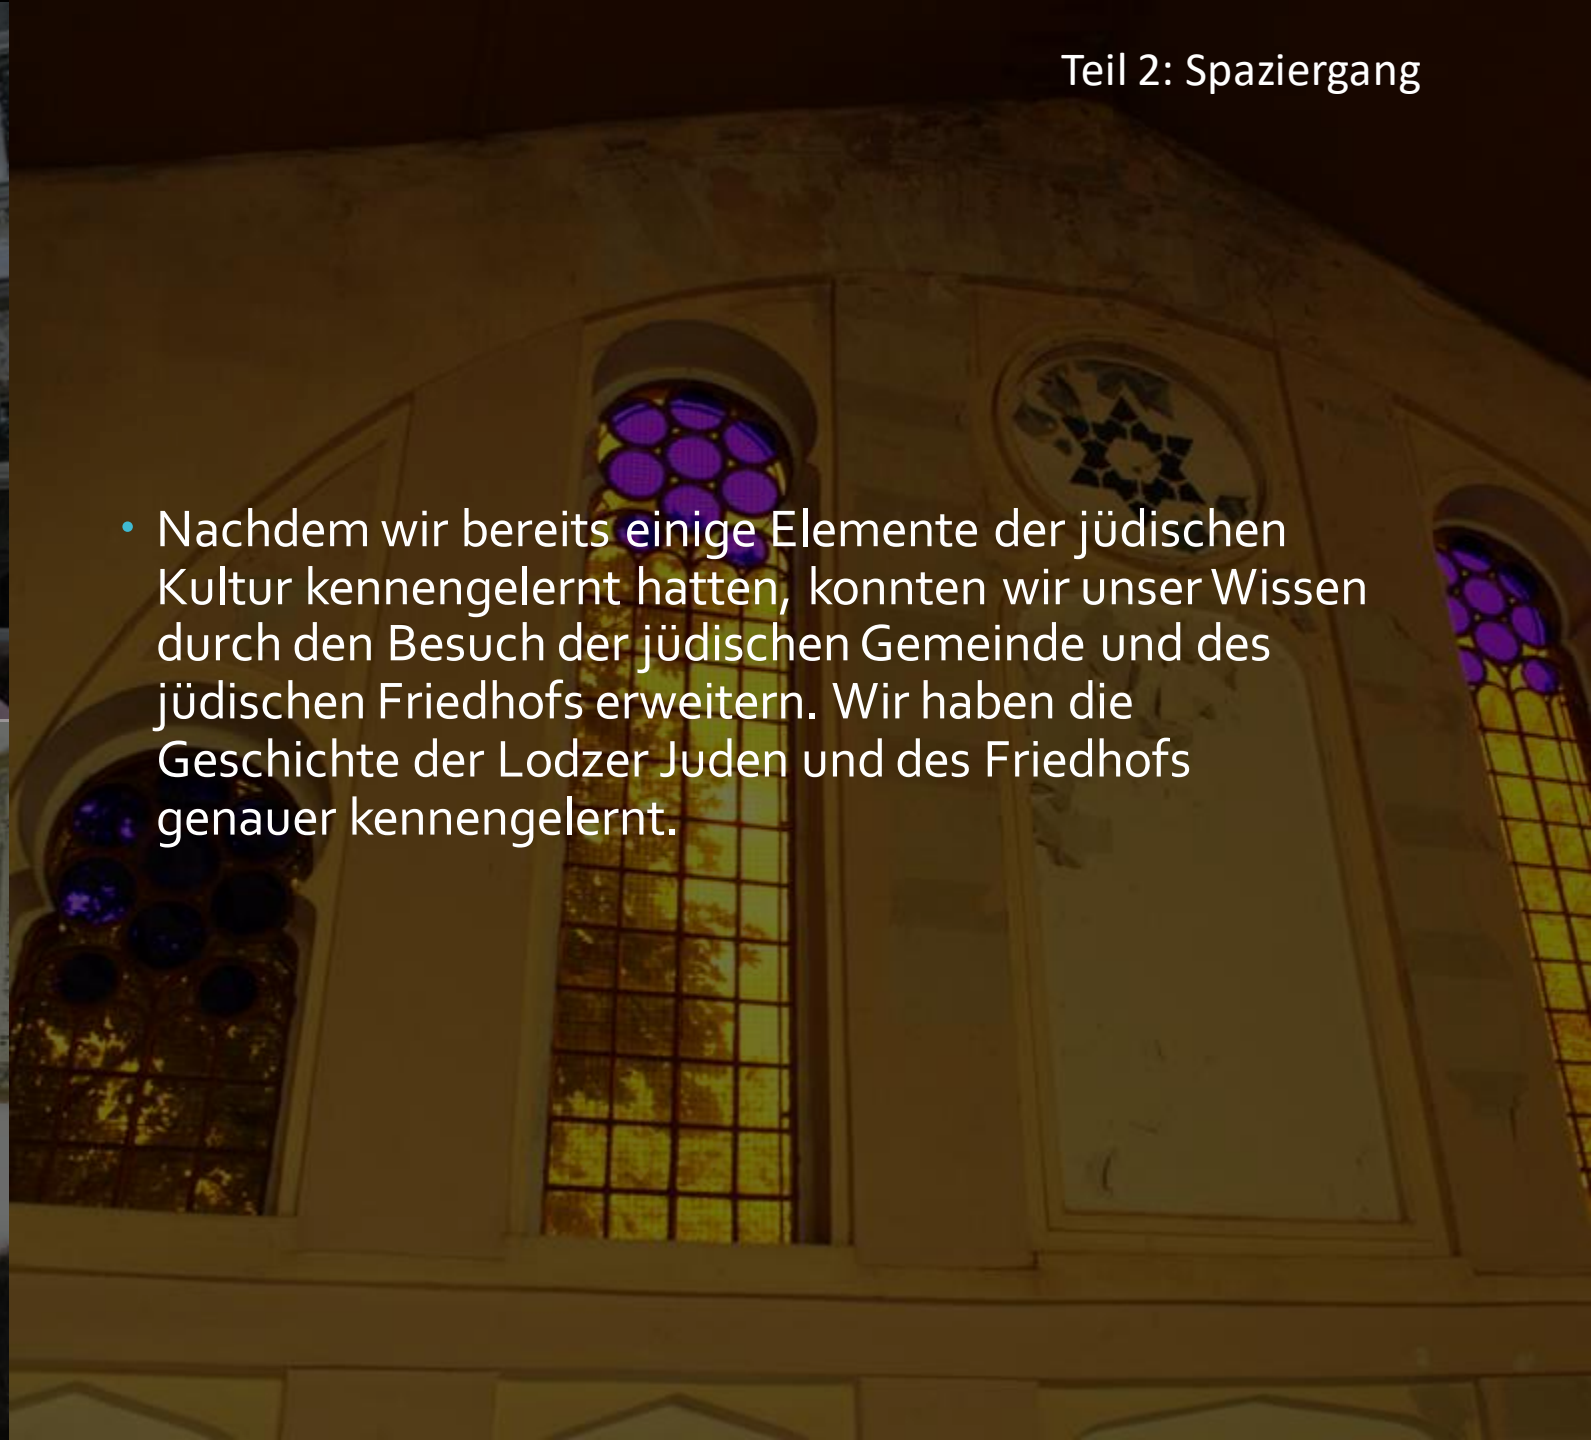 Teil 2: Spaziergang
• Nachdem wir bereits einige Elemente der jüdischen
Kultur kennengelernt hatten, konnten wir unser Wissen
durch den Besuch der jüdischen Gemeinde und des
jüdischen Friedhofs erweitern. Wir haben die
Geschichte der Lodzer Juden und des Friedhofs
genauer kennengelernt.